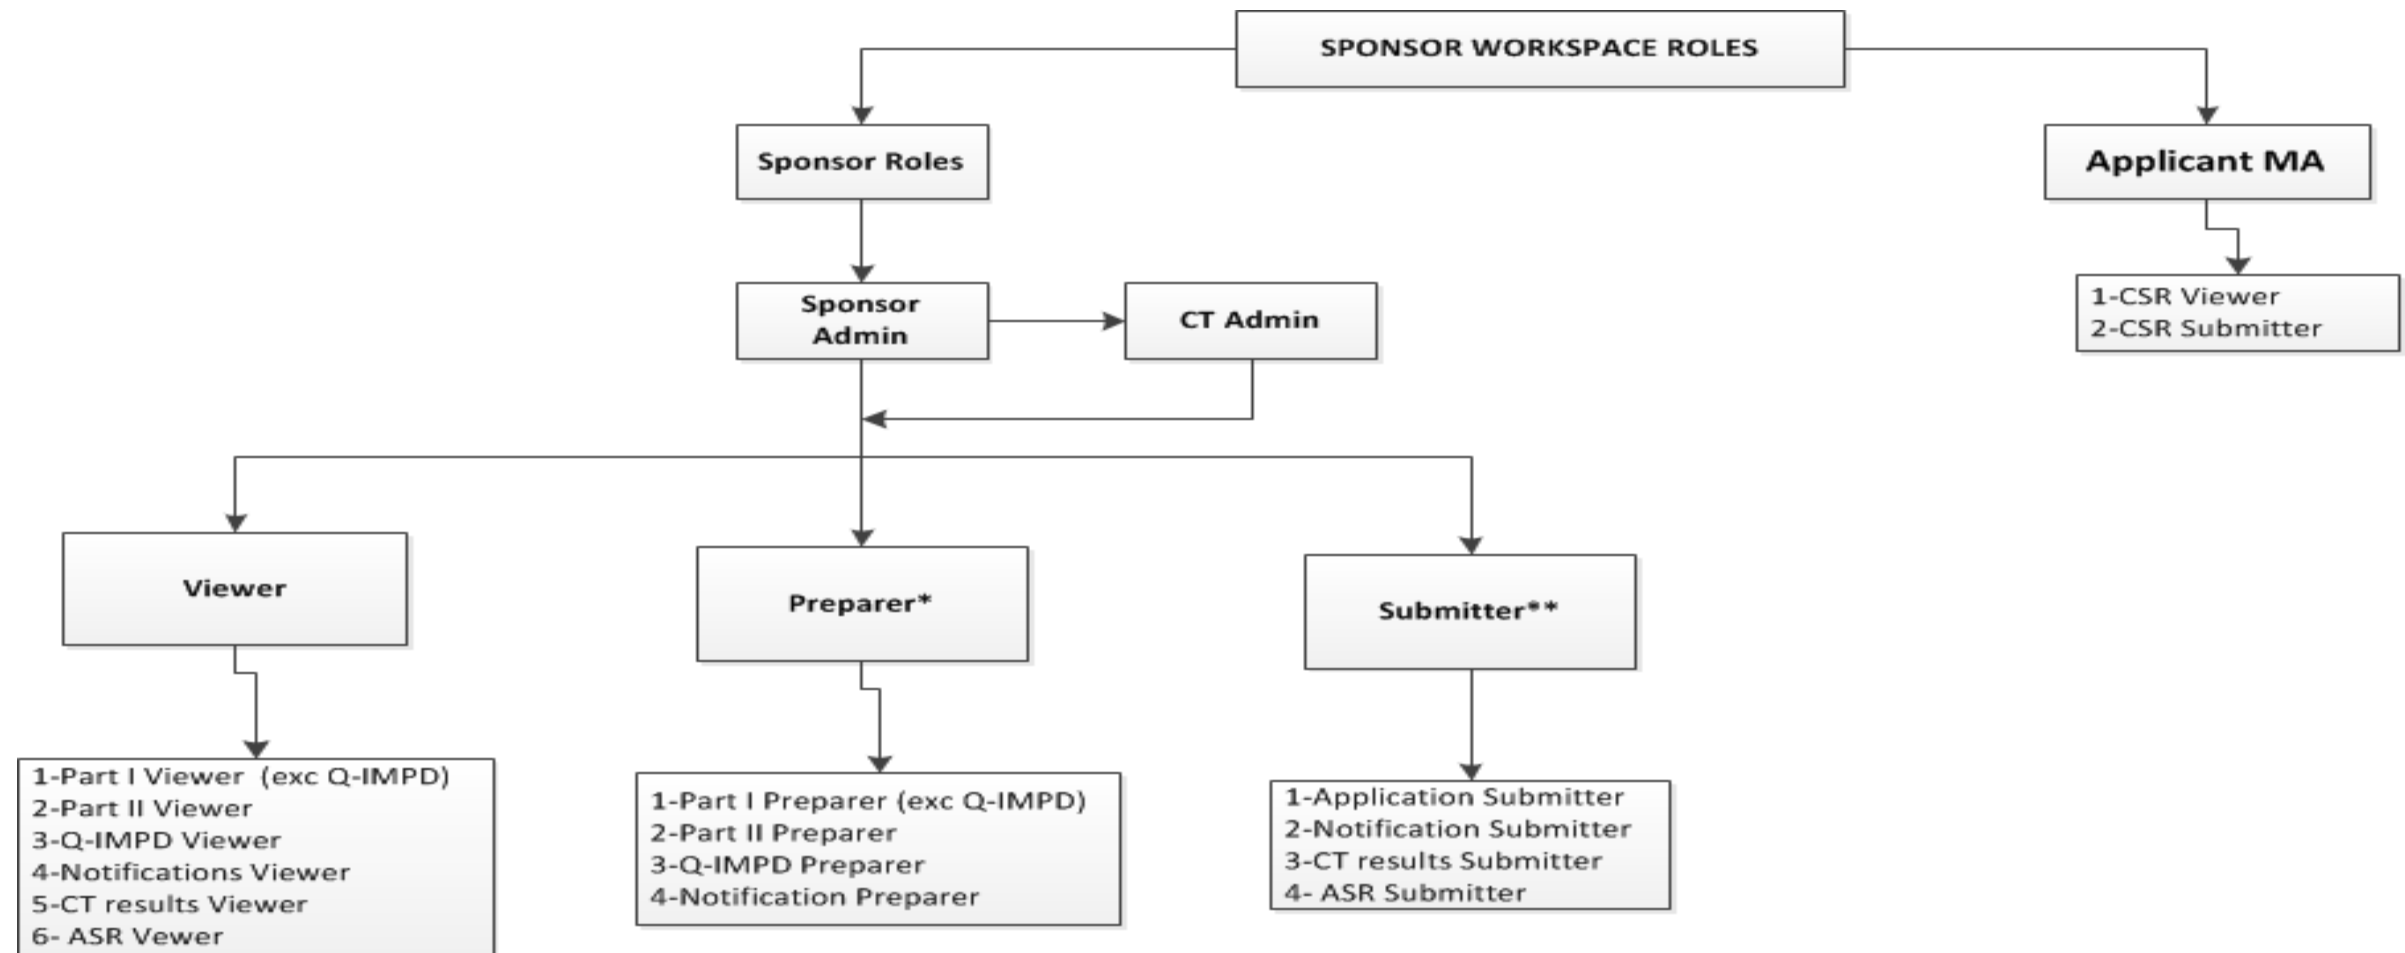 SPONSOR WORKSPACE ROLES
Sponsor Roles
Applicant MA
Sponsor
Admin
CT Admin
1-CSR Viewer
2-CSR Submitter
Viewer
Preparer*
Submitter**
1-Part I Viewer (exc Q-IMPD)
2-Part II Viewer
3-Q-IMPD Viewer
4-Notifications Viewer
5-CT results Viewer
6- ASR Vewer
1-Part I Preparer (exc Q-IMPD)
2-Part II Preparer
3-Q-IMPD Preparer
4-Notification Preparer
1-Application Submitter
2-Notification Submitter
3-CT results Submitter
4- ASR Submitter